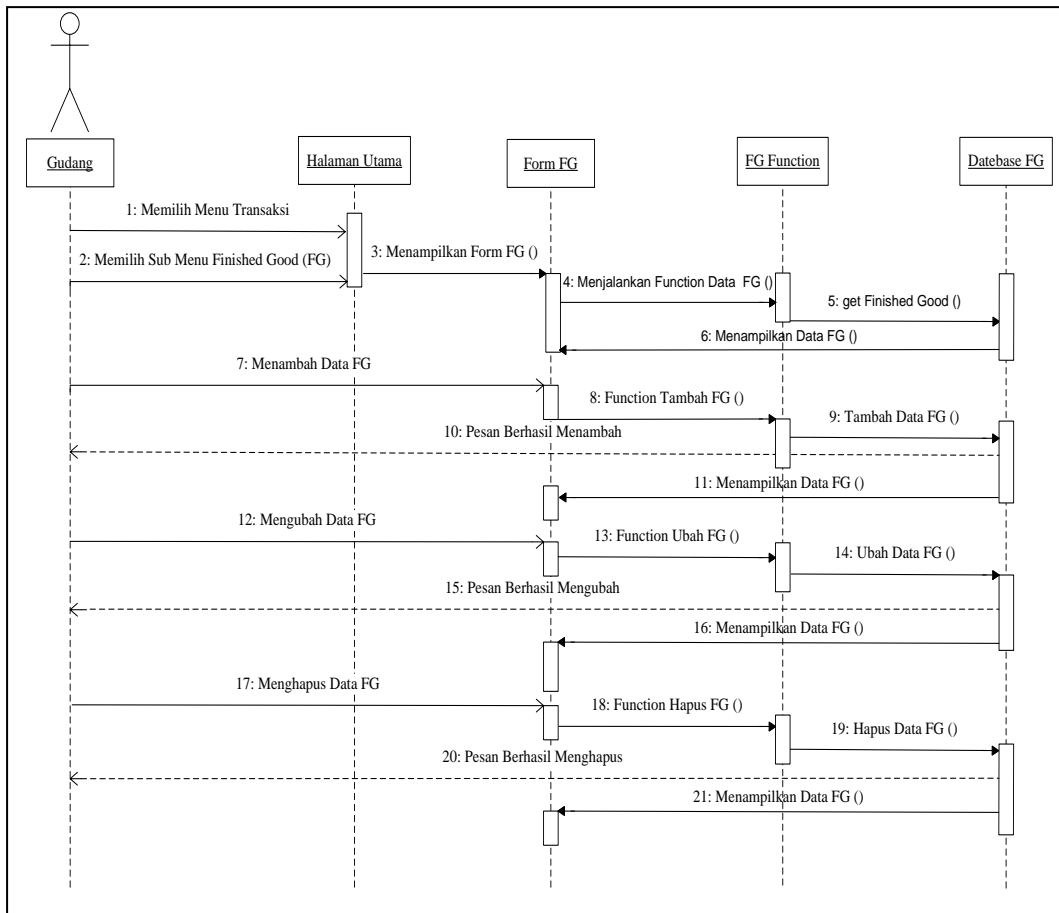 Gudang
Halaman Utama
Form FG
FG Function
Datebase FG
1: Memilih Menu Transaksi
2: Memilih Sub Menu Finished Good (FG)
3: Menampilkan Form FG ()
4: Menjalankan Function Data FG ()
5: get Finished Good ()
6: Menampilkan Data FG ()
7: Menambah Data FG
8: Function Tambah FG ()
9: Tambah Data FG ()
10: Pesan Berhasil Menambah
11: Menampilkan Data FG ()
12: Mengubah Data FG
13: Function Ubah FG ()
14: Ubah Data FG ()
15: Pesan Berhasil Mengubah
16: Menampilkan Data FG ()
17: Menghapus Data FG
18: Function Hapus FG ()
19: Hapus Data FG ()
20: Pesan Berhasil Menghapus
21: Menampilkan Data FG ()